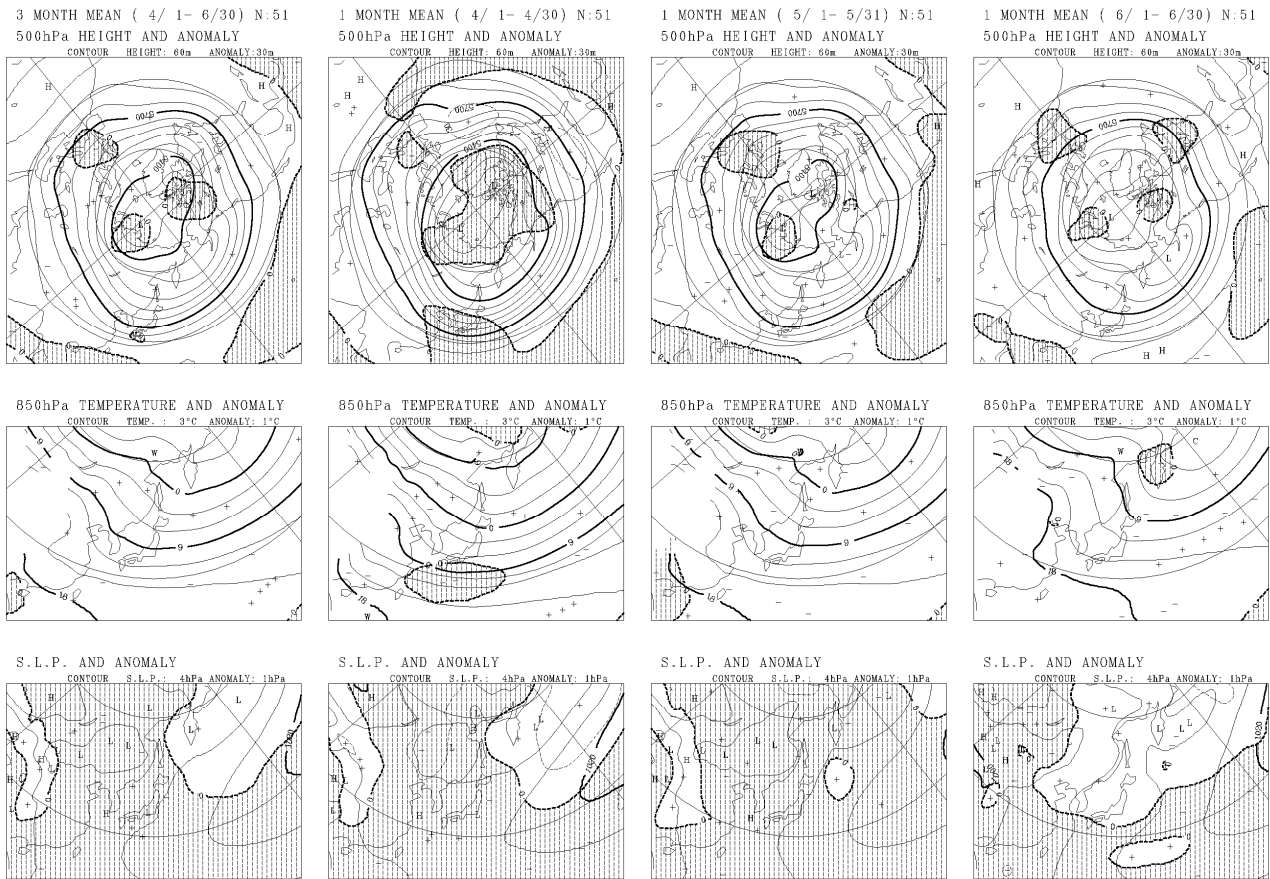 3 MONTH MEAN ( 4/ 1- 6/30) N:51
500hPa HEIGHT AND ANOMALY
CONTOUR HEIGHT: 60m ANOMALY:30m
1 MONTH MEAN ( 4/ 1- 4/30) N:51
500hPa HEIGHT AND ANOMALY
CONTOUR HEIGHT: 60m ANOMALY:30m
1 MONTH MEAN ( 5/ 1- 5/31) N:51
500hPa HEIGHT AND ANOMALY
CONTOUR HEIGHT: 60m ANOMALY:30m
1 MONTH MEAN ( 6/ 1- 6/30) N:51
500hPa HEIGHT AND ANOMALY
CONTOUR HEIGHT: 60m ANOMALY:30m
850hPa TEMPERATURE AND ANOMALY
CONTOUR TEMP. : 3°C ANOMALY: 1°C
850hPa TEMPERATURE AND ANOMALY
CONTOUR TEMP. : 3°C ANOMALY: 1°C
850hPa TEMPERATURE AND ANOMALY
CONTOUR TEMP. : 3°C ANOMALY: 1°C
850hPa TEMPERATURE AND ANOMALY
CONTOUR TEMP. : 3°C ANOMALY: 1°C
S.L.P. AND ANOMALY
CONTOUR S.L.P.: 4hPa ANOMALY: 1hPa
S.L.P. AND ANOMALY
CONTOUR S.L.P.: 4hPa ANOMALY: 1hPa
S.L.P. AND ANOMALY
CONTOUR S.L.P.: 4hPa ANOMALY: 1hPa
S.L.P. AND ANOMALY
CONTOUR S.L.P.: 4hPa ANOMALY: 1hPa